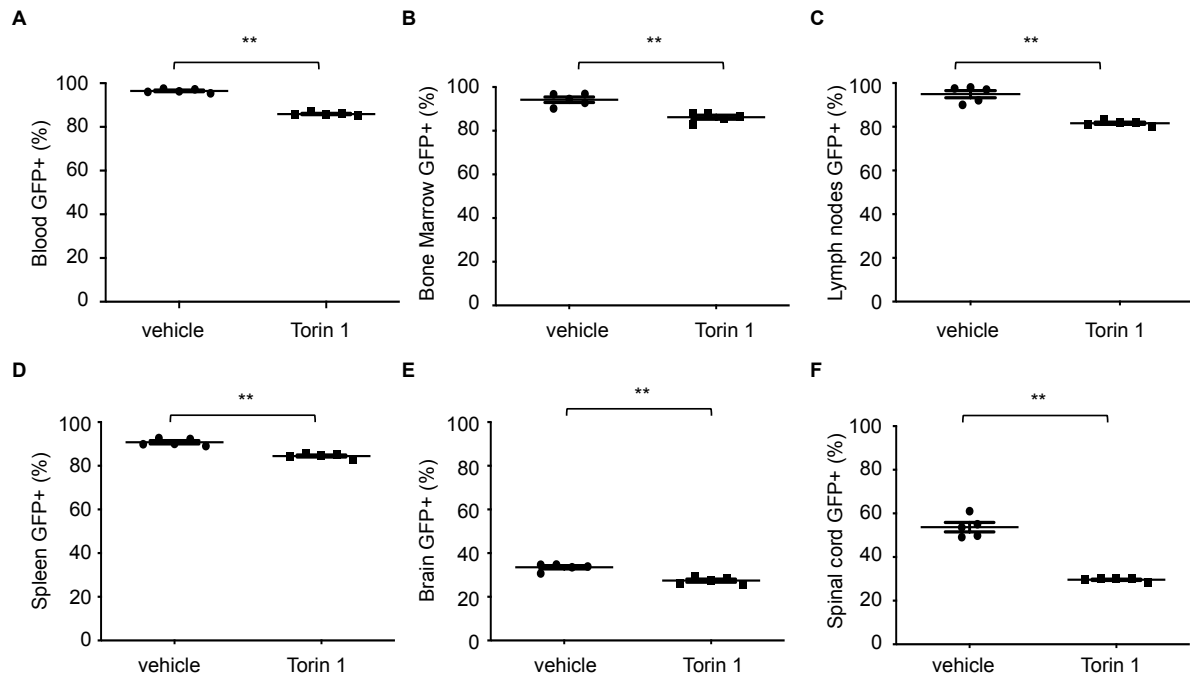 A
**
Blood GFP+ (%)
100
80
60
40
20
0
vehicle
Torin 1
B
**
Bone Marrow GFP+ (%)
100
80
60
40
20
0
vehicle
Torin 1
C
**
Lymph nodes GFP+ (%)
100
80
60
40
20
0
vehicle
Torin 1
D
**
Spleen GFP+ (%)
100
80
60
40
20
0
vehicle
Torin 1
E
**
Brain GFP+ (%)
100
80
60
40
20
0
vehicle
Torin 1
F
**
Spinal cord GFP+ (%)
100
80
60
40
20
0
vehicle
Torin 1